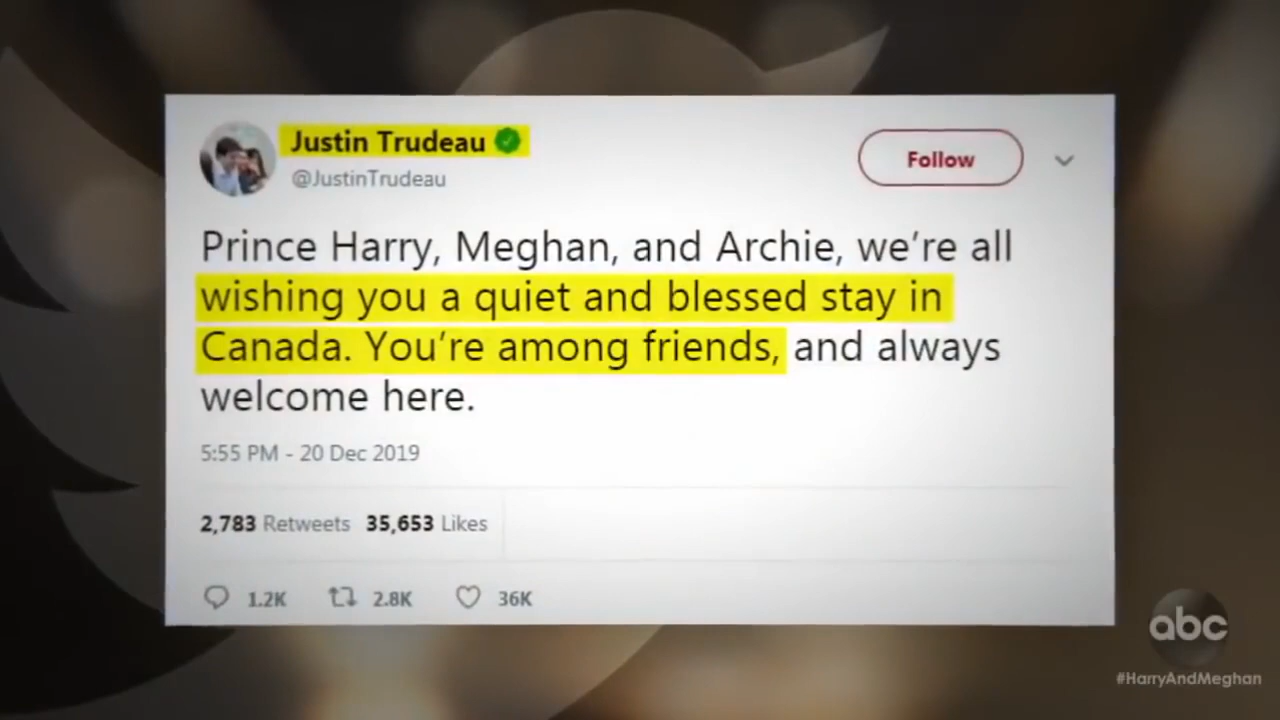 Justin Trudeau
@JustinTrudeau
Follow
Prince Harry, Meghan, and Archie, we’re all
wishing you a quiet and blessed stay in
Canada. You’re among friends, and always
welcome here.
5:55 PM - 20 Dec 2019
2,783 Retweets 35,653 Likes
1.2K 2.8K 36K
abc
#HarryAndMeghan